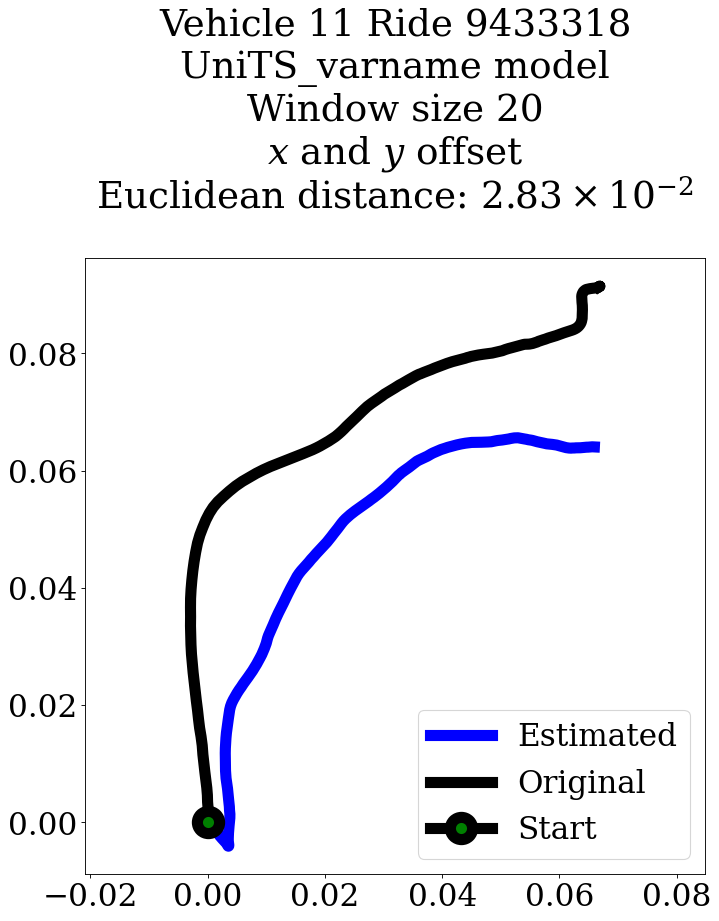 Vehicle 11 Ride 9433318
UniTS_varname model
Window size 20
x and y offset
Euclidean distance: 2.83 × 10⁻²
0.08
0.06
0.04
0.02
0.00
−0.02 0.00 0.02 0.04 0.06 0.08
Estimated
Original
Start